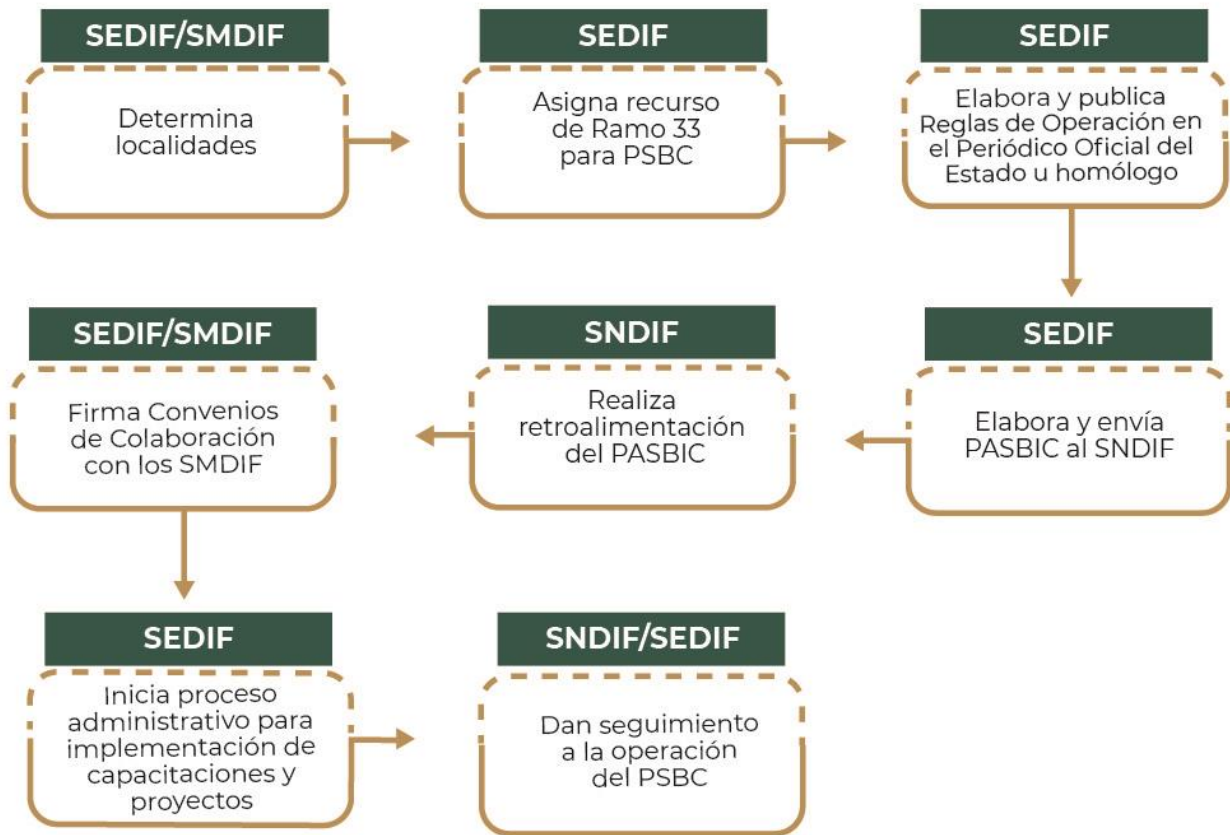 SEDIF/SMDIF
Determina
localidades
SEDIF
Asigna recurso
de Ramo 33
para PSBC
SEDIF
Elabora y publica
Reglas de Operación en
el Periódico Oficial del
Estado u homólogo
SEDIF
Elabora y envía
PASBIC al SNDIF
SNDIF
Realiza
retroalimentación
del PASBIC
SEDIF/SMDIF
Firma Convenios
de Colaboración
con los SMDIF
SEDIF
Inicia proceso
administrativo para
implementación de
capacitaciones y
proyectos
SNDIF/SEDIF
Dan seguimiento
a la operación
del PSBC